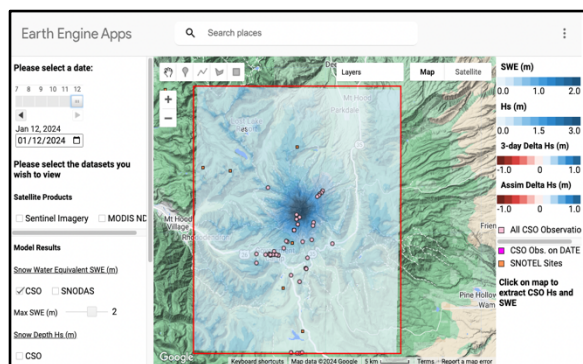 Earth Engine Apps
Search places
Please select a date:
7 8 9 10 11 12
Jan 12, 2024
01/12/2024
Please select the datasets you
wish to view
Satellite Products
Sentinel Imagery MODIS ND
Model Results
Snow Water Equivalent SWE (m)
CSO SNODAS
Max SWE (m) 2
Snow Depth Hs (m)
CSO
Layers
Map Satellite
+
−
Mt Hood
Parkdale
Mt Hood
Village
Pine Hollow
Google
Keyboard shortcuts Map data ©2024 Google 5 km Terms Report a map error
SWE (m)
0.0 1.0 2.0
Hs (m)
0.0 1.5 3.0
3-day Delta Hs (m)
-1.0 0 1.0
Assim Delta Hs (m)
-1.0 0 1.0
All CSO Observatio
CSO Obs. on DATE
SNOTEL Sites
Click on map to
extract CSO Hs and
SWE